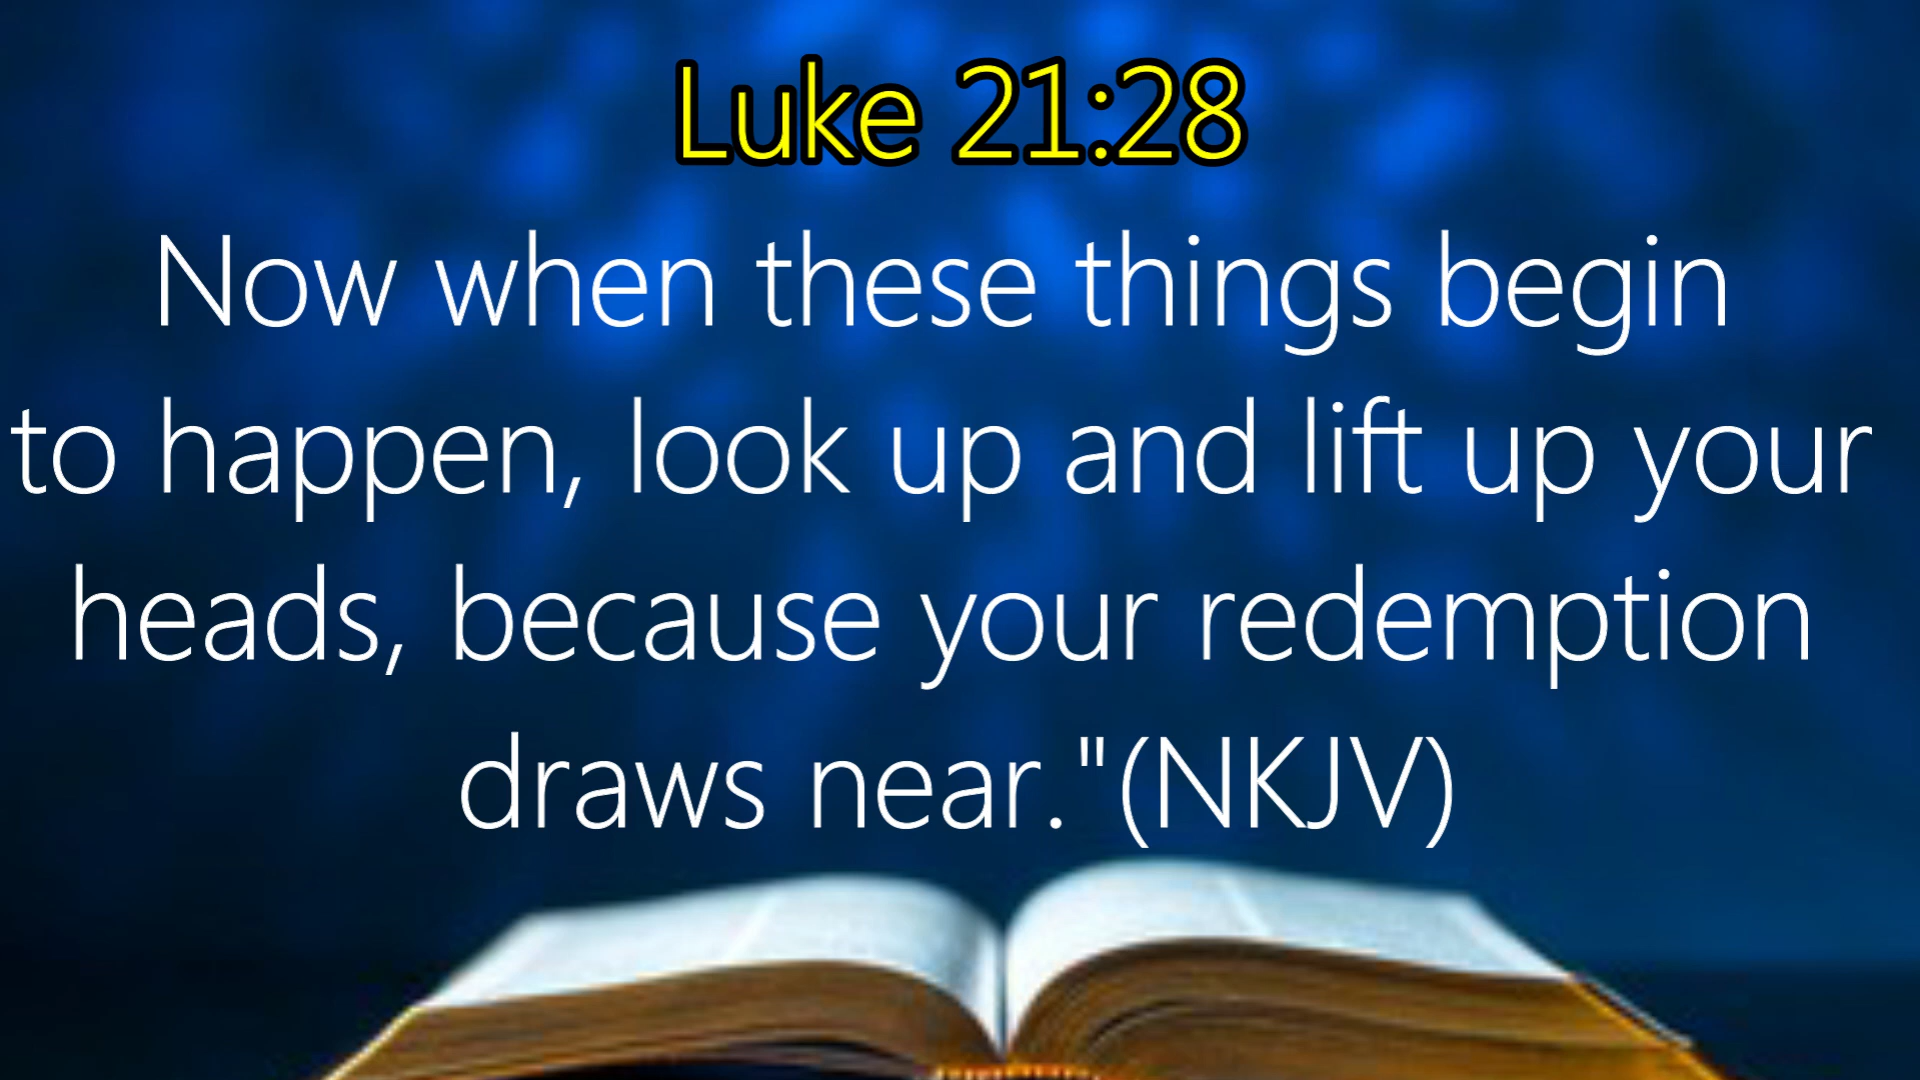 Luke 21:28
Now when these things begin
to happen, look up and lift up your
heads, because your redemption
draws near."(NKJV)